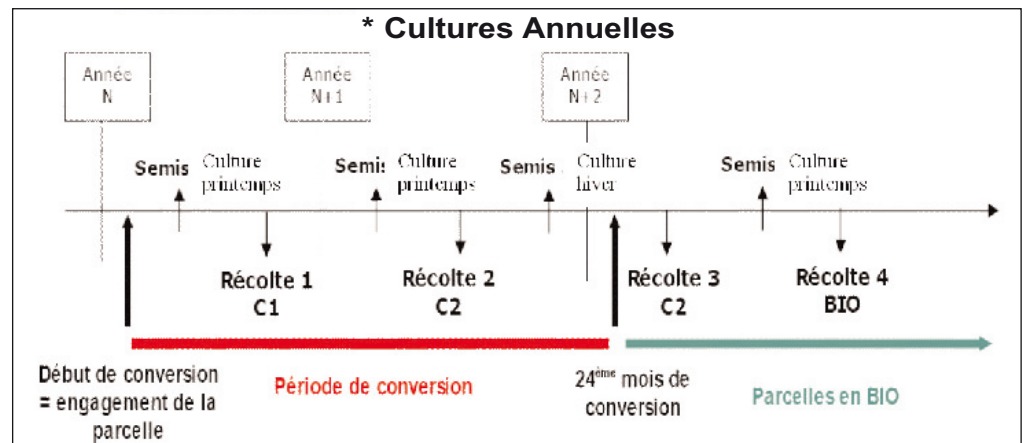 * Cultures Annuelles
Année
N
Année
N+1
Année
N+2
Semis
Culture
printemps
Semis
Culture
printemps
Semis
Culture
hiver
Semis
Culture
printemps
Récolte 1
C1
Récolte 2
C2
Récolte 3
C2
Récolte 4
BIO
Début de conversion
= engagement de la
parcelle
Période de conversion
24ème mois de
conversion
Parcelles en BIO